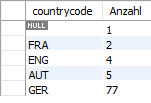 countrycode Anzahl
NULL 1
FRA 2
ENG 4
AUT 5
GER 77